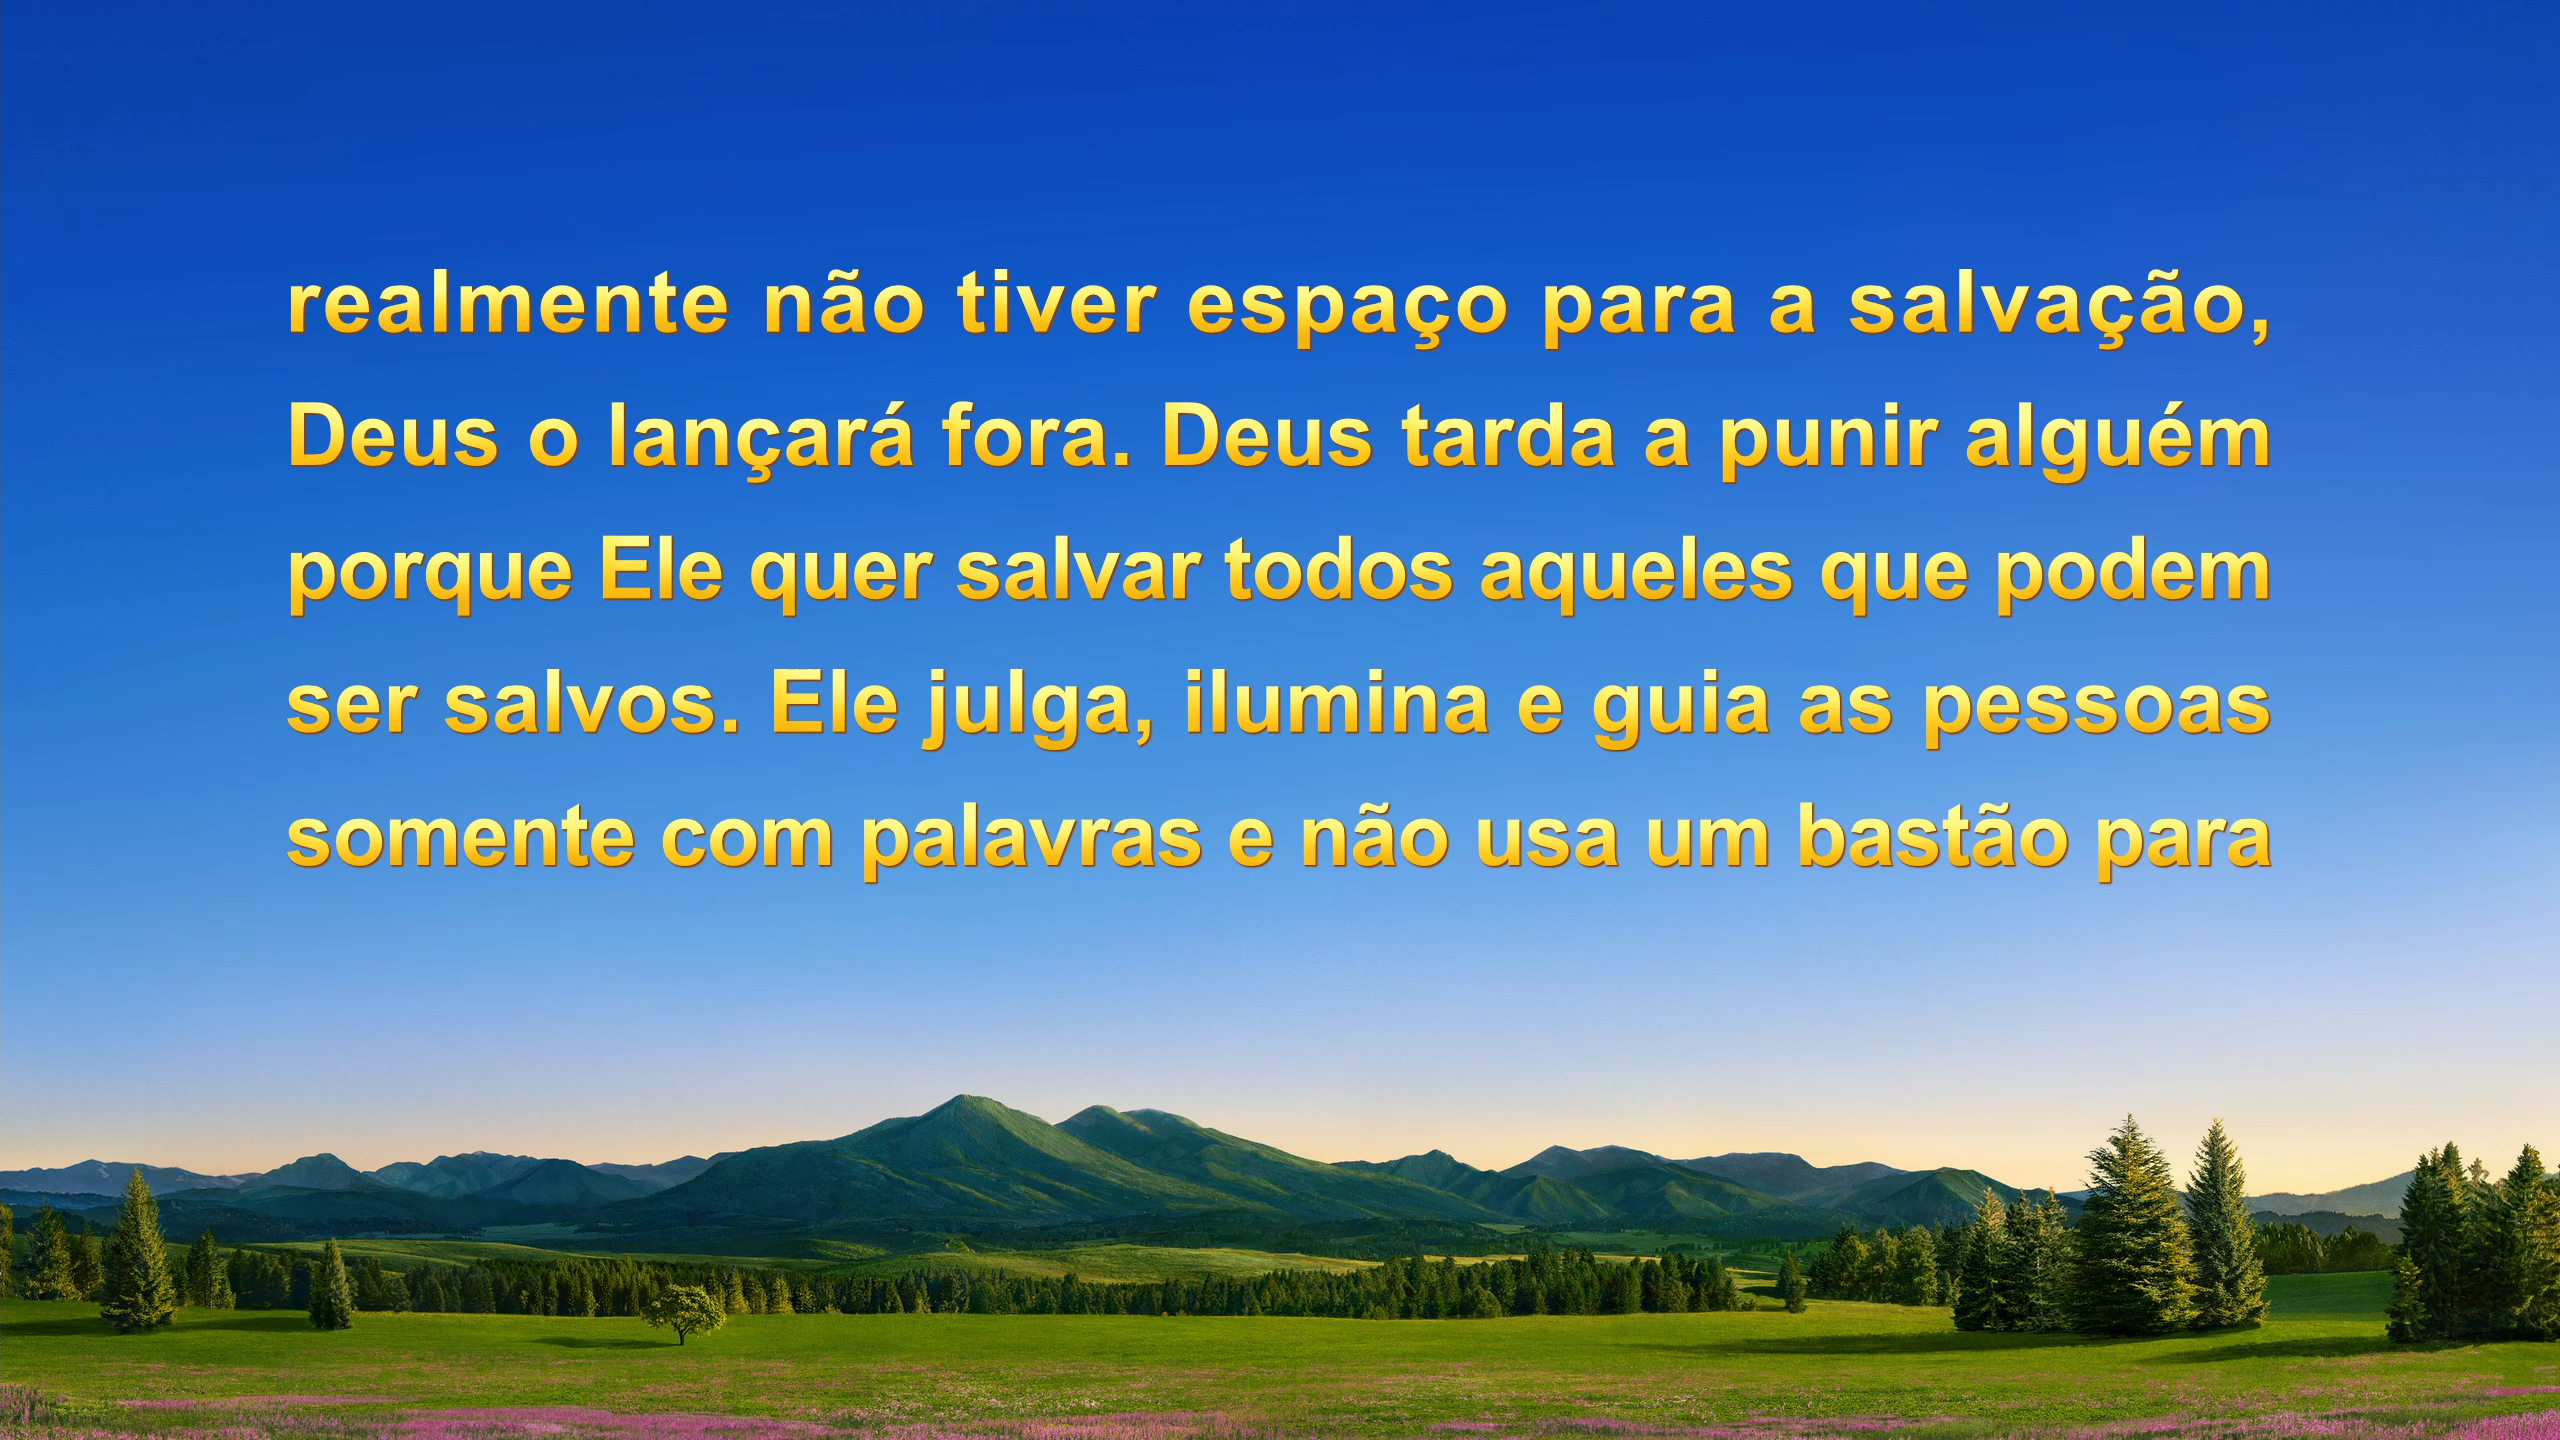 realmente não tiver espaço para a salvação,
Deus o lançará fora. Deus tarda a punir alguém
porque Ele quer salvar todos aqueles que podem
ser salvos. Ele julga, ilumina e guia as pessoas
somente com palavras e não usa um bastão para